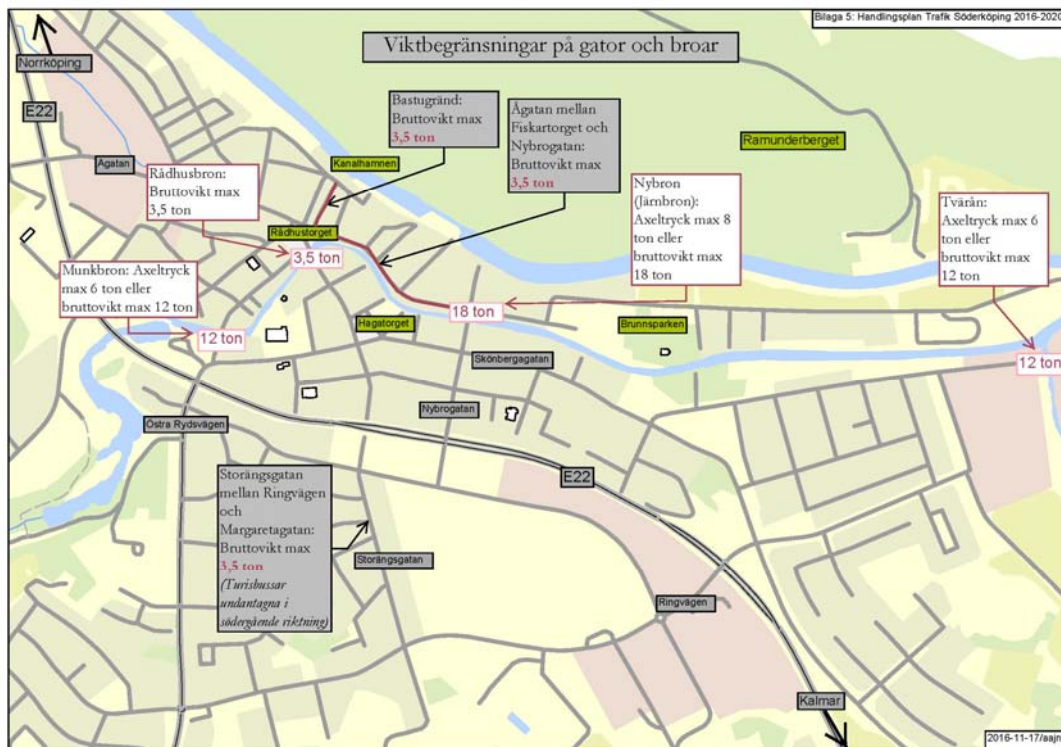 Bilaga 5: Handlingsplan Trafik Söderköping 2016-2020
Viktbegränsningar på gator och broar
Norrköping
E22
Agatan
Bastugränd:
Bruttovikt max
3,5 ton
Ågatan mellan
Fiskartorget och
Nybrogatan:
Bruttovikt max
3,5 ton
Ramunderberget
Kanalhamnen
Rådhusbron:
Bruttovikt max
3,5 ton
Nybron
(Järnbron):
Axeltryck max 8
ton eller
bruttovikt max
18 ton
Tvärån:
Axeltryck max 6
ton eller
bruttovikt max
12 ton
Rådhustorget
3,5 ton
Munkbron: Axeltryck
max 6 ton eller
bruttovikt max 12 ton
12 ton
18 ton
Hagatorget
Brunnsparken
12 ton
Skönbergagatan
Nybrogatan
Östra Rydsvägen
E22
Storängsgatan
mellan Ringvägen
och
Margaretagatan:
Bruttovikt max
3,5 ton
(Turisbussar
undantagna i
södergående riktning)
Storängsgatan
Ringvägen
Kalmar